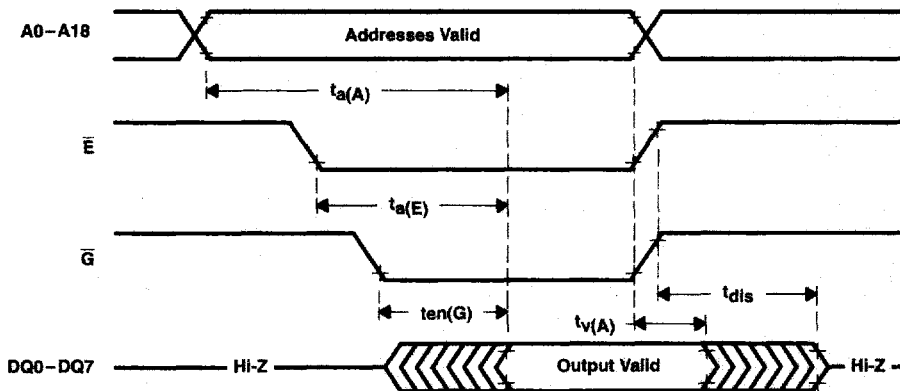 A0–A18
Addresses Valid
ta(A)
E̅
ta(E)
G̅
ten(G)
tdis
tv(A)
DQ0–DQ7
Hi-Z
Output Valid
Hi-Z